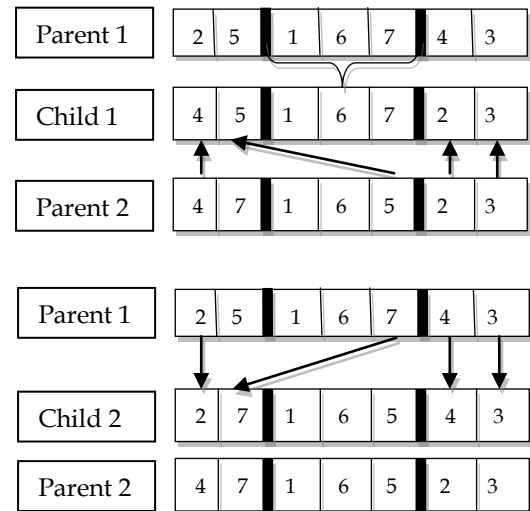 Parent 1 2 5 1 6 7 4 3
Child 1 4 5 1 6 7 2 3
Parent 2 4 7 1 6 5 2 3
Parent 1 2 5 1 6 7 4 3
Child 2 2 7 1 6 5 4 3
Parent 2 4 7 1 6 5 2 3